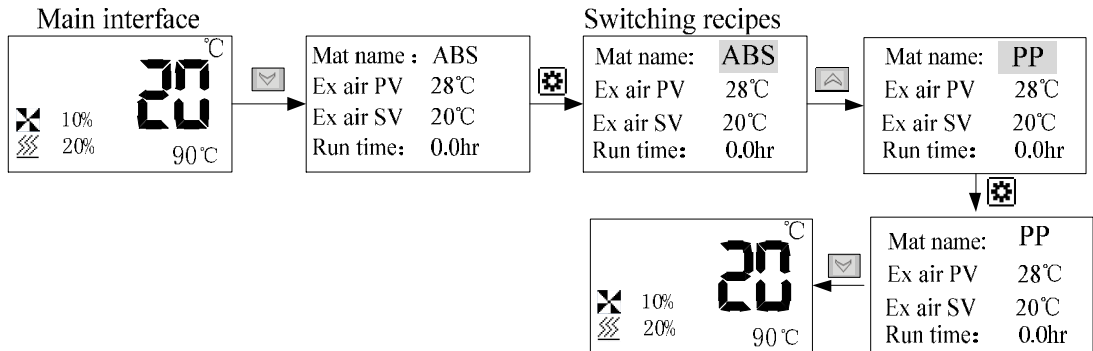 Main interface
Switching recipes
℃
20
10%
20%
90℃
Mat name： ABS
Ex air PV 28℃
Ex air SV 20℃
Run time： 0.0hr
Mat name: ABS
Ex air PV 28℃
Ex air SV 20℃
Run time： 0.0hr
Mat name: PP
Ex air PV 28℃
Ex air SV 20℃
Run time： 0.0hr
℃
20
10%
20%
90℃
Mat name: PP
Ex air PV 28℃
Ex air SV 20℃
Run time： 0.0hr